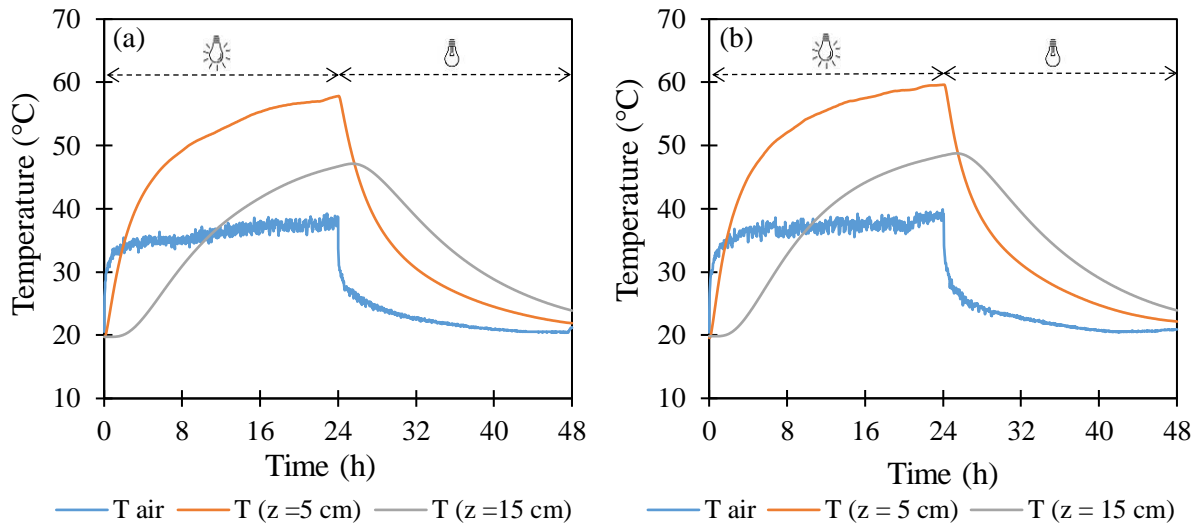 (a)
Temperature (°C)
70
60
50
40
30
20
10
0 8 16 24 32 40 48
Time (h)
T air T (z =5 cm) T (z =15 cm)
(b)
Temperature (°C)
70
60
50
40
30
20
10
0 8 16 24 32 40 48
Time (h)
T air T (z = 5 cm) T (z = 15 cm)